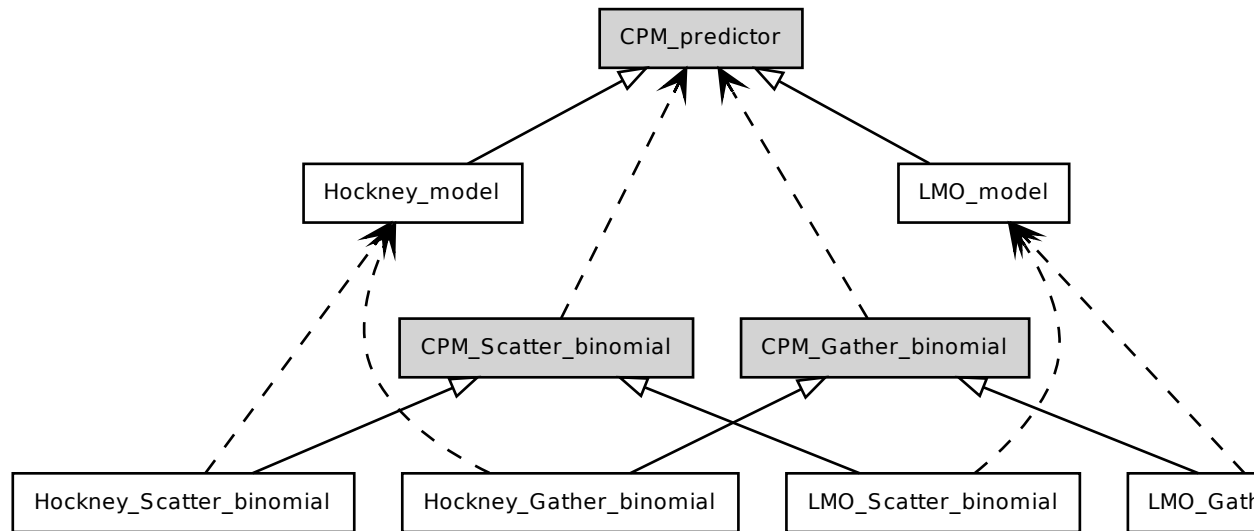 CPM_predictor
Hockney_model
LMO_model
CPM_Scatter_binomial
CPM_Gather_binomial
Hockney_Scatter_binomial
Hockney_Gather_binomial
LMO_Scatter_binomial